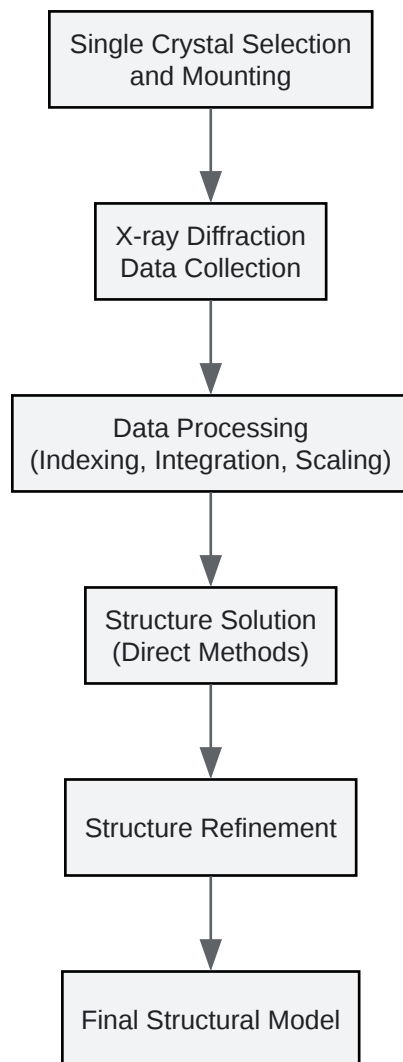 Single Crystal Selection
and Mounting
X-ray Diffraction
Data Collection
Data Processing
(Indexing, Integration, Scaling)
Structure Solution
(Direct Methods)
Structure Refinement
Final Structural Model